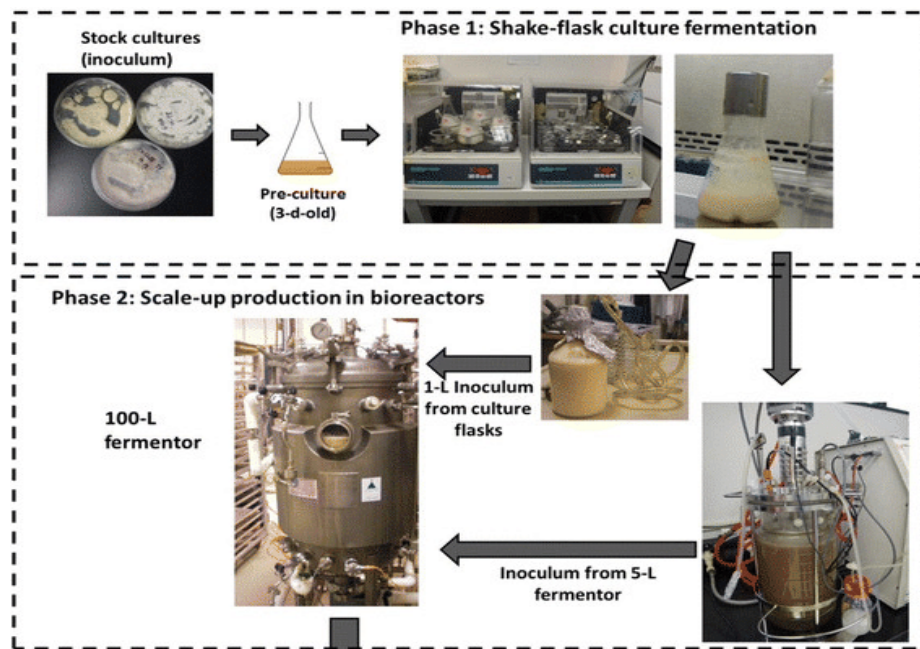 Stock cultures
(inoculum)
Phase 1: Shake-flask culture fermentation
Pre-culture
(3-d-old)
Phase 2: Scale-up production in bioreactors
1-L Inoculum
from culture
flasks
100-L
fermentor
Inoculum from 5-L
fermentor